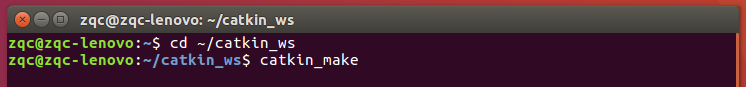 zqc@zqc-lenovo: ~/catkin_ws
zqc@zqc-lenovo:~$ cd ~/catkin_ws
zqc@zqc-lenovo:~/catkin_ws$ catkin_make